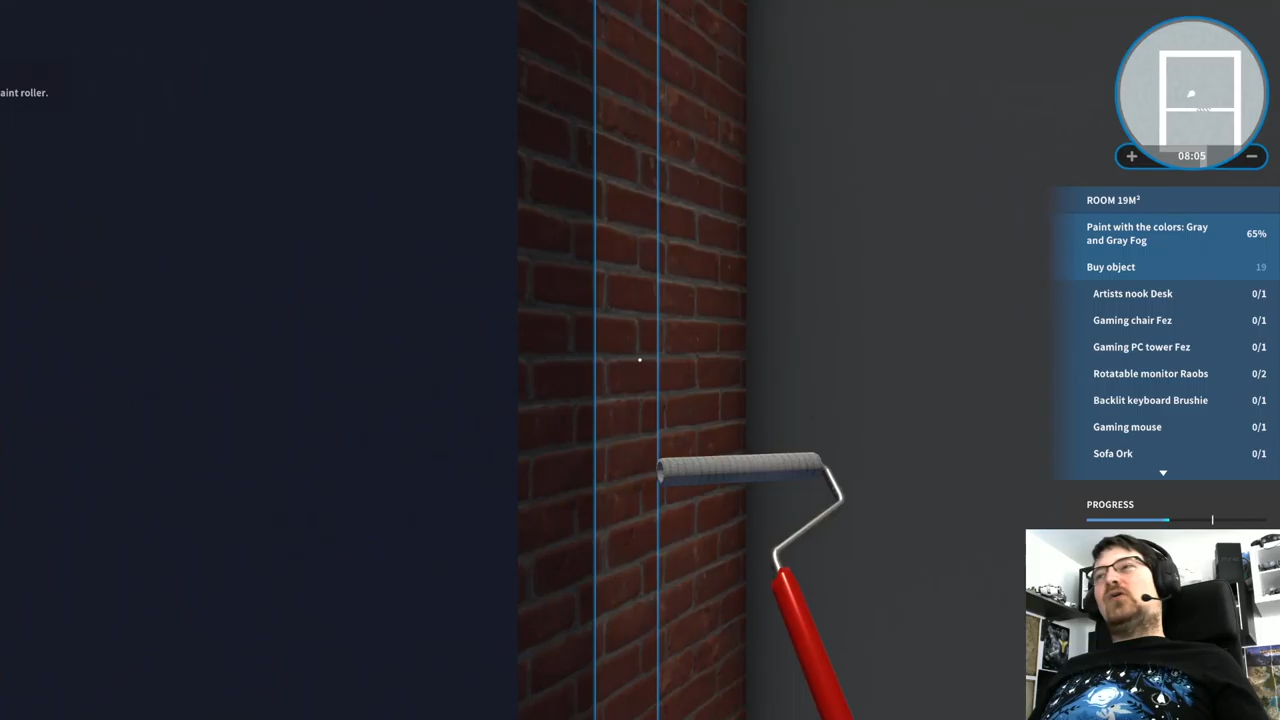 aint roller.
08:05
ROOM 19M²
Paint with the colors: Gray
and Gray Fog
65%
Buy object 19
Artists nook Desk 0/1
Gaming chair Fez 0/1
Gaming PC tower Fez 0/1
Rotatable monitor Raobs 0/2
Backlit keyboard Brushie 0/1
Gaming mouse 0/1
Sofa Ork 0/1
PROGRESS